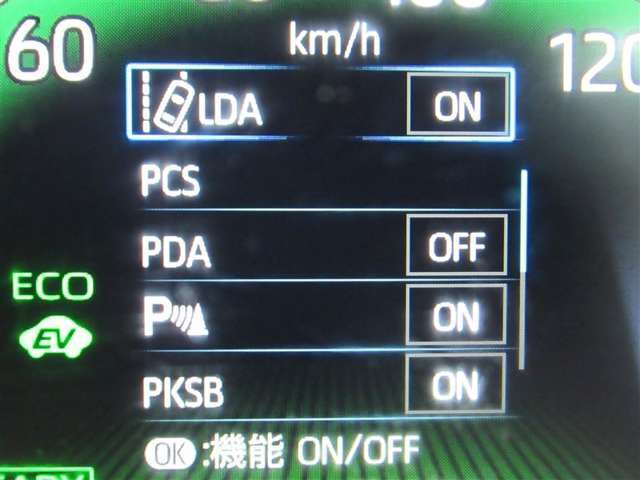 km/h
60
120
LDA ON
PCS
PDA OFF
ECO
EV
P ON
PKSB ON
OK :機能 ON/OFF